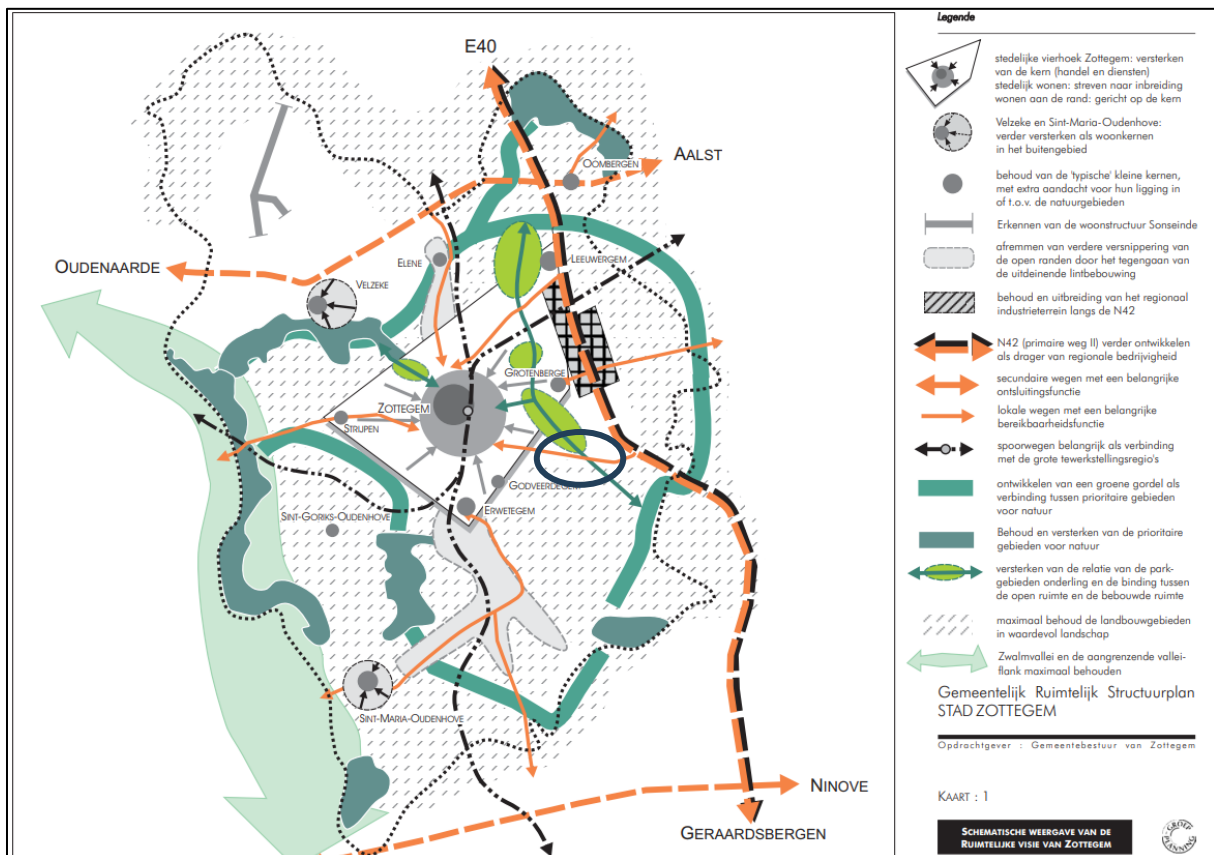 E40
AALST
OOMBERGEN
OUDENAARDE
ELENE
LEEUWERGEM
VELZEKE
GROTENBERGE
ZOTTEGEM
STRIJPEN
GODVEERDEGEM
ERWETEGEM
SINT-GORIKS-OUDENHOVE
SINT-MARIA-OUDENHOVE
NINOVE
GERAARDSBERGEN
Legende
stedelijke vierhoek Zottegem: versterken
van de kern (handel en diensten)
stedelijk wonen: streven naar inbreiding
wonen aan de rand: gericht op de kern
Velzeke en Sint-Maria-Oudenhove:
verder versterken als woonkernen
in het buitengebied
behoud van de 'typische' kleine kernen,
met extra aandacht voor hun ligging in
of t.o.v. de natuurgebieden
Erkennen van de woonstructuur Sonseinde
afremmen van verdere versnippering van
de open randen door het tegengaan van
de uitdeinende lintbebouwing
behoud en uitbreiding van het regionaal
industrieterrein langs de N42
N42 (primaire weg II) verder ontwikkelen
als drager van regionale bedrijvigheid
secundaire wegen met een belangrijke
ontsluitingsfunctie
lokale wegen met een belangrijke
bereikbaarheidsfunctie
spoorwegen belangrijk als verbinding
met de grote tewerkstellingsregio's
ontwikkelen van een groene gordel als
verbinding tussen prioritaire gebieden
voor natuur
Behoud en versterken van de prioritaire
gebieden voor natuur
versterken van de relatie van de park-
gebieden onderling en de binding tussen
de open ruimte en de bebouwde ruimte
maximaal behoud de landbouwgebieden
in waardevol landschap
Zwalmvallei en de aangrenzende vallei-
flank maximaal behouden
Gemeentelijk Ruimtelijk Structuurplan
STAD ZOTTEGEM
Opdrachtgever : Gemeentebestuur van Zottegem
KAART : 1
SCHEMATISCHE WEERGAVE VAN DE
RUIMTELIJKE VISIE VAN ZOTTEGEM
GROEP
PLANNING